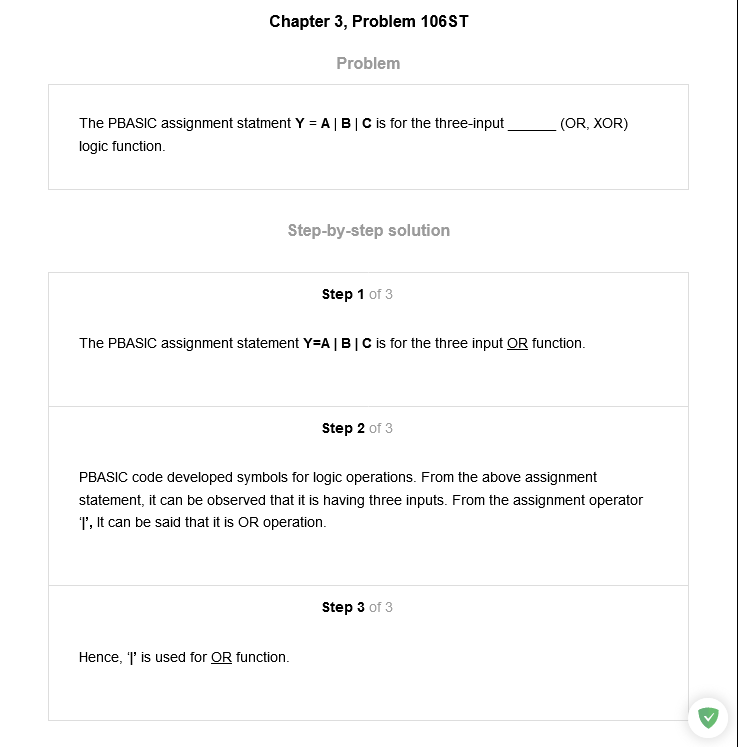 Chapter 3, Problem 106ST
Problem
The PBASIC assignment statment Y = A | B | C is for the three-input ______ (OR, XOR)
logic function.
Step-by-step solution
Step 1 of 3
The PBASIC assignment statement Y=A | B | C is for the three input OR function.
Step 2 of 3
PBASIC code developed symbols for logic operations. From the above assignment
statement, it can be observed that it is having three inputs. From the assignment operator
‘|’, It can be said that it is OR operation.
Step 3 of 3
Hence, ‘|’ is used for OR function.